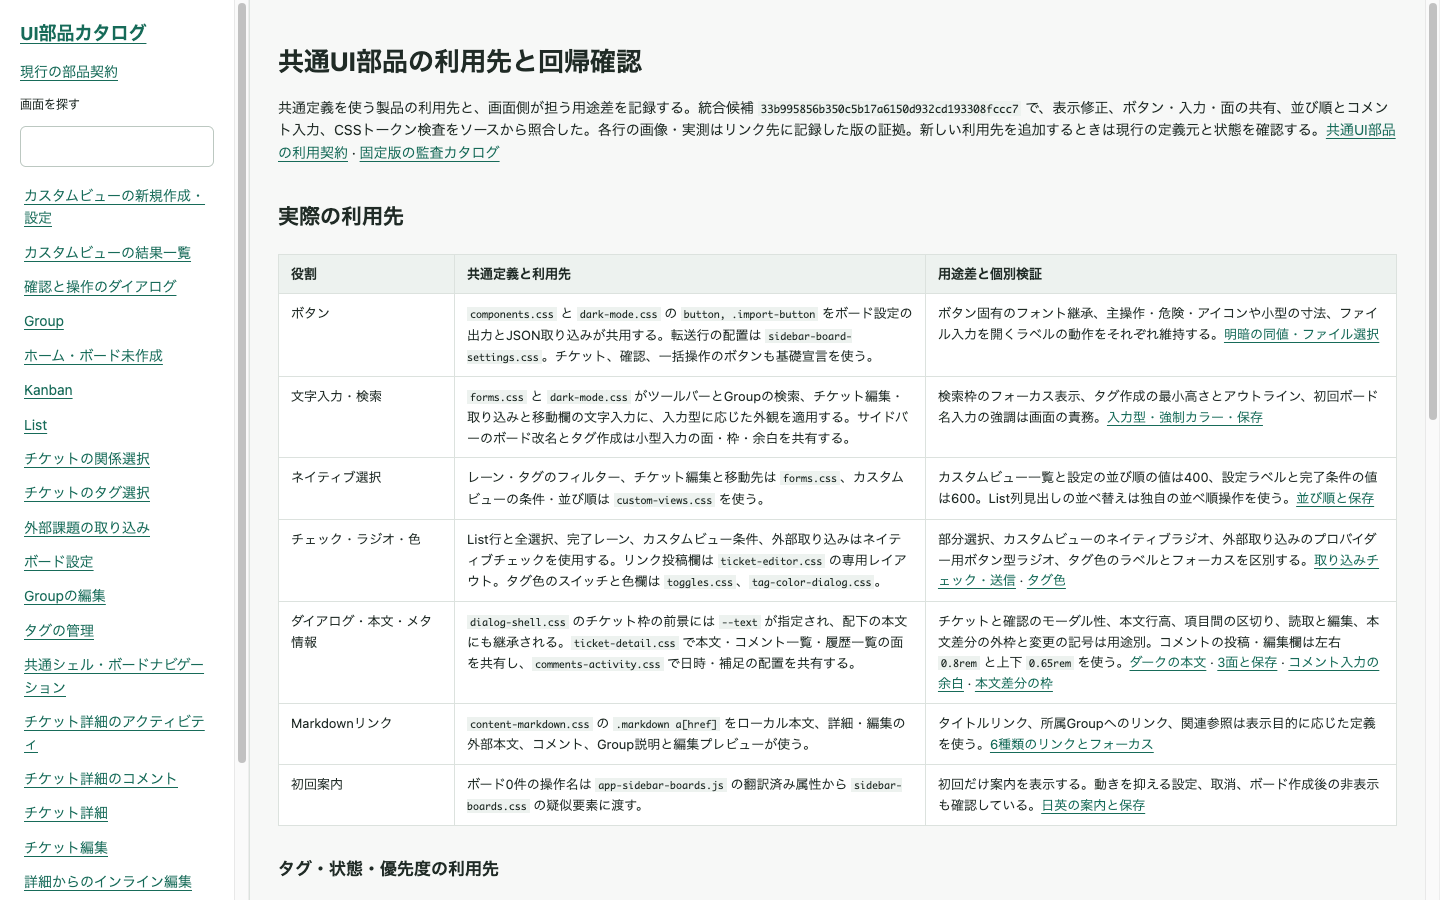 UI部品カタログ
現行の部品契約
画面を探す
カスタムビューの新規作成・
設定
カスタムビューの結果一覧
確認と操作のダイアログ
Group
ホーム・ボード未作成
Kanban
List
チケットの関係選択
チケットのタグ選択
外部課題の取り込み
ボード設定
Groupの編集
タグの管理
共通シェル・ボードナビゲー
ション
チケット詳細のアクティビテ
ィ
チケット詳細のコメント
チケット詳細
チケット編集
詳細からのインライン編集
共通UI部品の利用先と回帰確認
共通定義を使う製品の利用先と、画面側が担う用途差を記録する。統合候補 33b995856b350c5b17a6150d932cd193308fccc7 で、表示修正、ボタン・入力・面の共有、並び順とコメン
ト入力、CSSトークン検査をソースから照合した。各行の画像・実測はリンク先に記録した版の証拠。新しい利用先を追加するときは現行の定義元と状態を確認する。共通UI部品
の利用契約 · 固定版の監査カタログ
実際の利用先
役割
共通定義と利用先
用途差と個別検証
ボタン
components.css と dark-mode.css の button, .import-button をボード設定の
出力とJSON取り込みが共用する。転送行の配置は sidebar-board-
settings.css。チケット、確認、一括操作のボタンも基礎宣言を使う。
ボタン固有のフォント継承、主操作・危険・アイコンや小型の寸法、ファイ
ル入力を開くラベルの動作をそれぞれ維持する。明暗の同値・ファイル選択
文字入力・検索
forms.css と dark-mode.css がツールバーとGroupの検索、チケット編集・
取り込みと移動欄の文字入力に、入力型に応じた外観を適用する。サイドバ
ーのボード改名とタグ作成は小型入力の面・枠・余白を共有する。
検索枠のフォーカス表示、タグ作成の最小高さとアウトライン、初回ボード
名入力の強調は画面の責務。入力型・強制カラー・保存
ネイティブ選択
レーン・タグのフィルター、チケット編集と移動先は forms.css、カスタム
ビューの条件・並び順は custom-views.css を使う。
カスタムビュー一覧と設定の並び順の値は400、設定ラベルと完了条件の値
は600。List列見出しの並べ替えは独自の並べ順操作を使う。並び順と保存
チェック・ラジオ・色
List行と全選択、完了レーン、カスタムビュー条件、外部取り込みはネイテ
ィブチェックを使用する。リンク投稿欄は ticket-editor.css の専用レイア
ウト。タグ色のスイッチと色欄は toggles.css、tag-color-dialog.css。
部分選択、カスタムビューのネイティブラジオ、外部取り込みのプロバイダ
ー用ボタン型ラジオ、タグ色のラベルとフォーカスを区別する。取り込みチ
ェック・送信 · タグ色
ダイアログ・本文・メタ
情報
dialog-shell.css のチケット枠の前景には --text が指定され、配下の本文
にも継承される。ticket-detail.css で本文・コメント一覧・履歴一覧の面
を共有し、comments-activity.css で日時・補足の配置を共有する。
チケットと確認のモーダル性、本文行高、項目間の区切り、読取と編集、本
文差分の外枠と変更の記号は用途別。コメントの投稿・編集欄は左右
0.8rem と上下 0.65rem を使う。ダークの本文 · 3面と保存 · コメント入力の
余白 · 本文差分の枠
Markdownリンク
content-markdown.css の .markdown a[href] をローカル本文、詳細・編集の
外部本文、コメント、Group説明と編集プレビューが使う。
タイトルリンク、所属Groupへのリンク、関連参照は表示目的に応じた定義
を使う。6種類のリンクとフォーカス
初回案内
ボード0件の操作名は app-sidebar-boards.js の翻訳済み属性から sidebar-
boards.css の疑似要素に渡す。
初回だけ案内を表示する。動きを抑える設定、取消、ボード作成後の非表示
も確認している。日英の案内と保存
タグ・状態・優先度の利用先